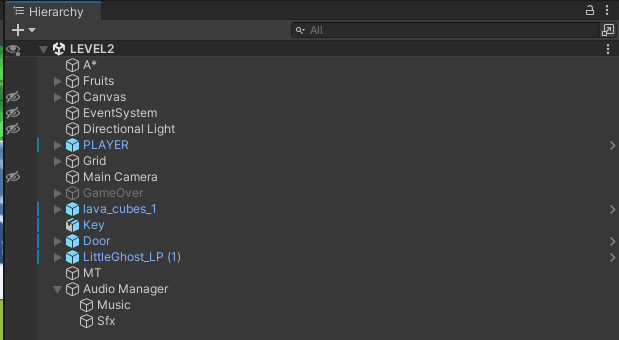 Hierarchy
All
LEVEL2
A*
Fruits
Canvas
EventSystem
Directional Light
PLAYER
Grid
Main Camera
GameOver
lava_cubes_1
Key
Door
LittleGhost_LP (1)
MT
Audio Manager
Music
Sfx